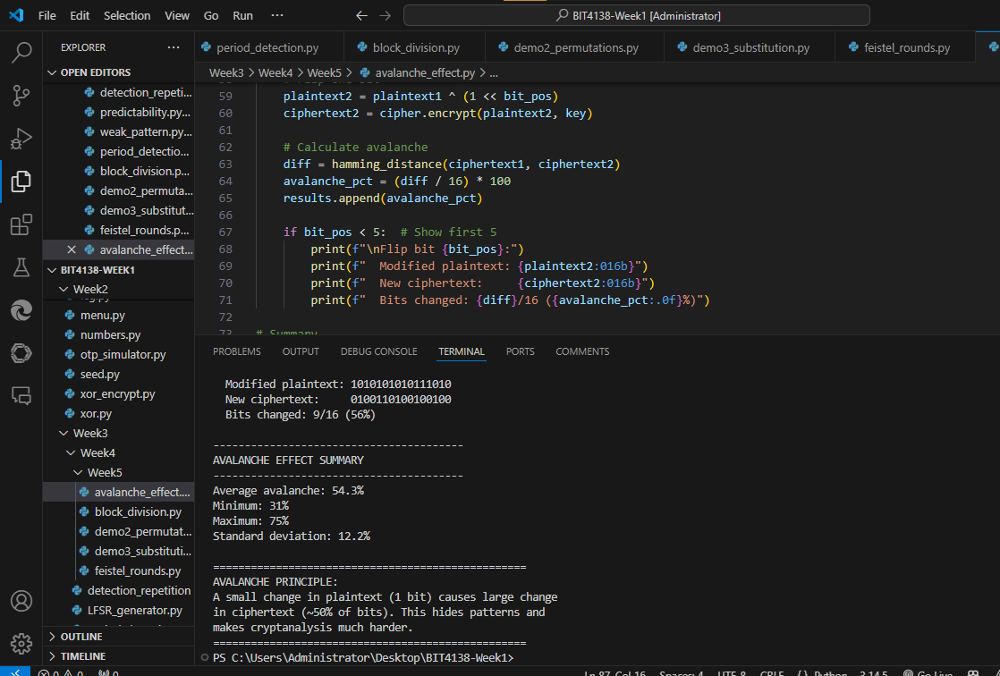 File Edit Selection View Go Run ··· ← → BIT4138-Week1 [Administrator]
EXPLORER ···
OPEN EDITORS
detection_repeti...
predictability.py...
weak_pattern.py...
period_detectio...
block_division.p...
demo2_permuta...
demo3_substitut...
feistel_rounds.p...
avalanche_effect...
BIT4138-WEEK1
Week2
menu.py
numbers.py
otp_simulator.py
seed.py
xor_encrypt.py
xor.py
Week3
Week4
Week5
avalanche_effect....
block_division.py
demo2_permutat...
demo3_substituti...
feistel_rounds.py
detection_repetition
LFSR_generator.py
OUTLINE
TIMELINE
period_detection.py block_division.py demo2_permutations.py demo3_substitution.py feistel_rounds.py
Week3 > Week4 > Week5 > avalanche_effect.py > ...
59 plaintext2 = plaintext1 ^ (1 << bit_pos)
60 ciphertext2 = cipher.encrypt(plaintext2, key)
61
62 # Calculate avalanche
63 diff = hamming_distance(ciphertext1, ciphertext2)
64 avalanche_pct = (diff / 16) * 100
65 results.append(avalanche_pct)
66
67 if bit_pos < 5:  # Show first 5
68 print(f"\nFlip bit {bit_pos}:")
69 print(f"  Modified plaintext: {plaintext2:016b}")
70 print(f"  New ciphertext:     {ciphertext2:016b}")
71 print(f"  Bits changed: {diff}/16 ({avalanche_pct:.0f}%)")
72
73 # Summary
PROBLEMS OUTPUT DEBUG CONSOLE TERMINAL PORTS COMMENTS
Modified plaintext: 1010101010111010
New ciphertext:     0100110100100100
Bits changed: 9/16 (56%)
----------------------------------------
AVALANCHE EFFECT SUMMARY
----------------------------------------
Average avalanche: 54.3%
Minimum: 31%
Maximum: 75%
Standard deviation: 12.2%
==================================================
AVALANCHE PRINCIPLE:
A small change in plaintext (1 bit) causes large change
in ciphertext (~50% of bits). This hides patterns and
makes cryptanalysis much harder.
==================================================
PS C:\Users\Administrator\Desktop\BIT4138-Week1>
0 0 0 Ln 87, Col 16 Spaces: 4 UTF-8 CRLF {} Python 3.14.5 Go Live